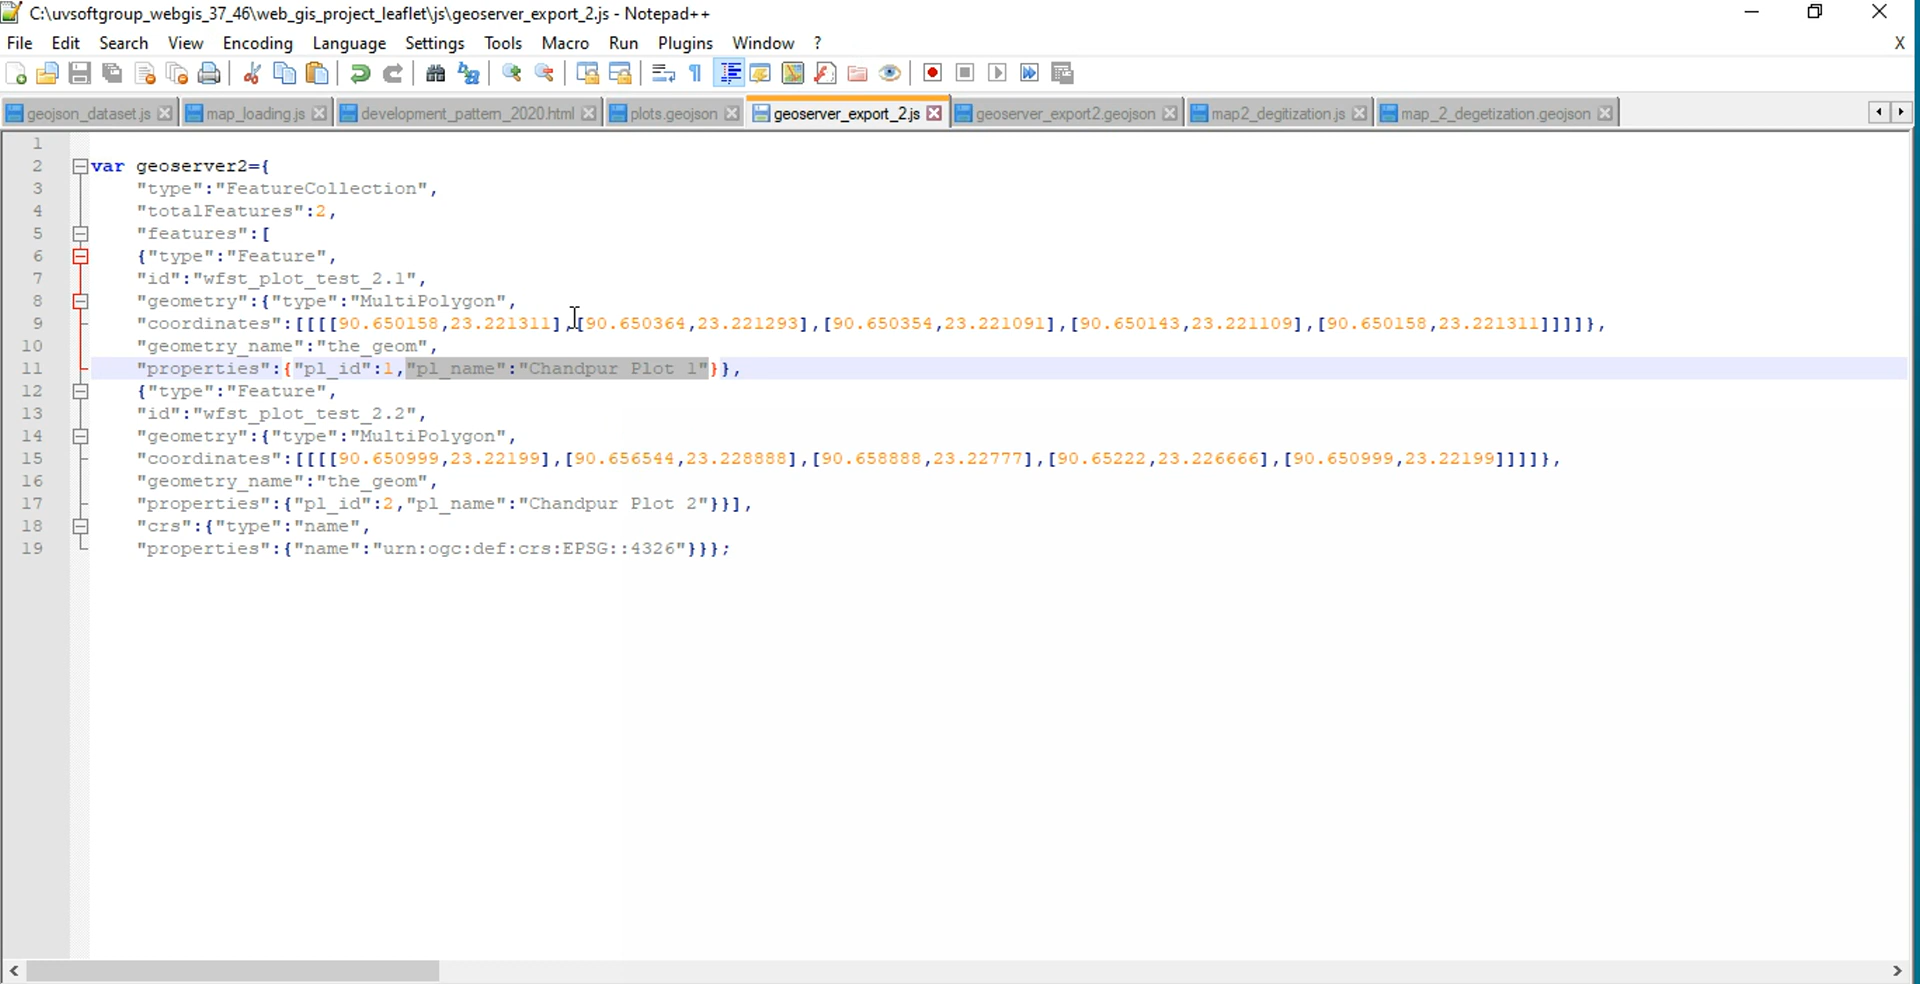 C:\uvsoftgroup_webgis_37_46\web_gis_project_leaflet\js\geoserver_export_2.js - Notepad++
File Edit Search View Encoding Language Settings Tools Macro Run Plugins Window ? X
geojson_dataset.js map_loading.js development_pattern_2020.html plots.geojson geoserver_export_2.js geoserver_export2.geojson map2_degitization.js map_2_degetization.geojson
1
2 var geoserver2={
3 "type":"FeatureCollection",
4 "totalFeatures":2,
5 "features":[
6 {"type":"Feature",
7 "id":"wfst_plot_test_2.1",
8 "geometry":{"type":"MultiPolygon",
9 "coordinates":[[[[90.650158,23.221311],[90.650364,23.221293],[90.650354,23.221091],[90.650143,23.221109],[90.650158,23.221311]]]]},
10 "geometry_name":"the_geom",
11 "properties":{"pl_id":1,"pl_name":"Chandpur Plot 1"}},
12 {"type":"Feature",
13 "id":"wfst_plot_test_2.2",
14 "geometry":{"type":"MultiPolygon",
15 "coordinates":[[[[90.650999,23.22199],[90.656544,23.228888],[90.658888,23.22777],[90.65222,23.226666],[90.650999,23.22199]]]]},
16 "geometry_name":"the_geom",
17 "properties":{"pl_id":2,"pl_name":"Chandpur Plot 2"}}],
18 "crs":{"type":"name",
19 "properties":{"name":"urn:ogc:def:crs:EPSG::4326"}}};